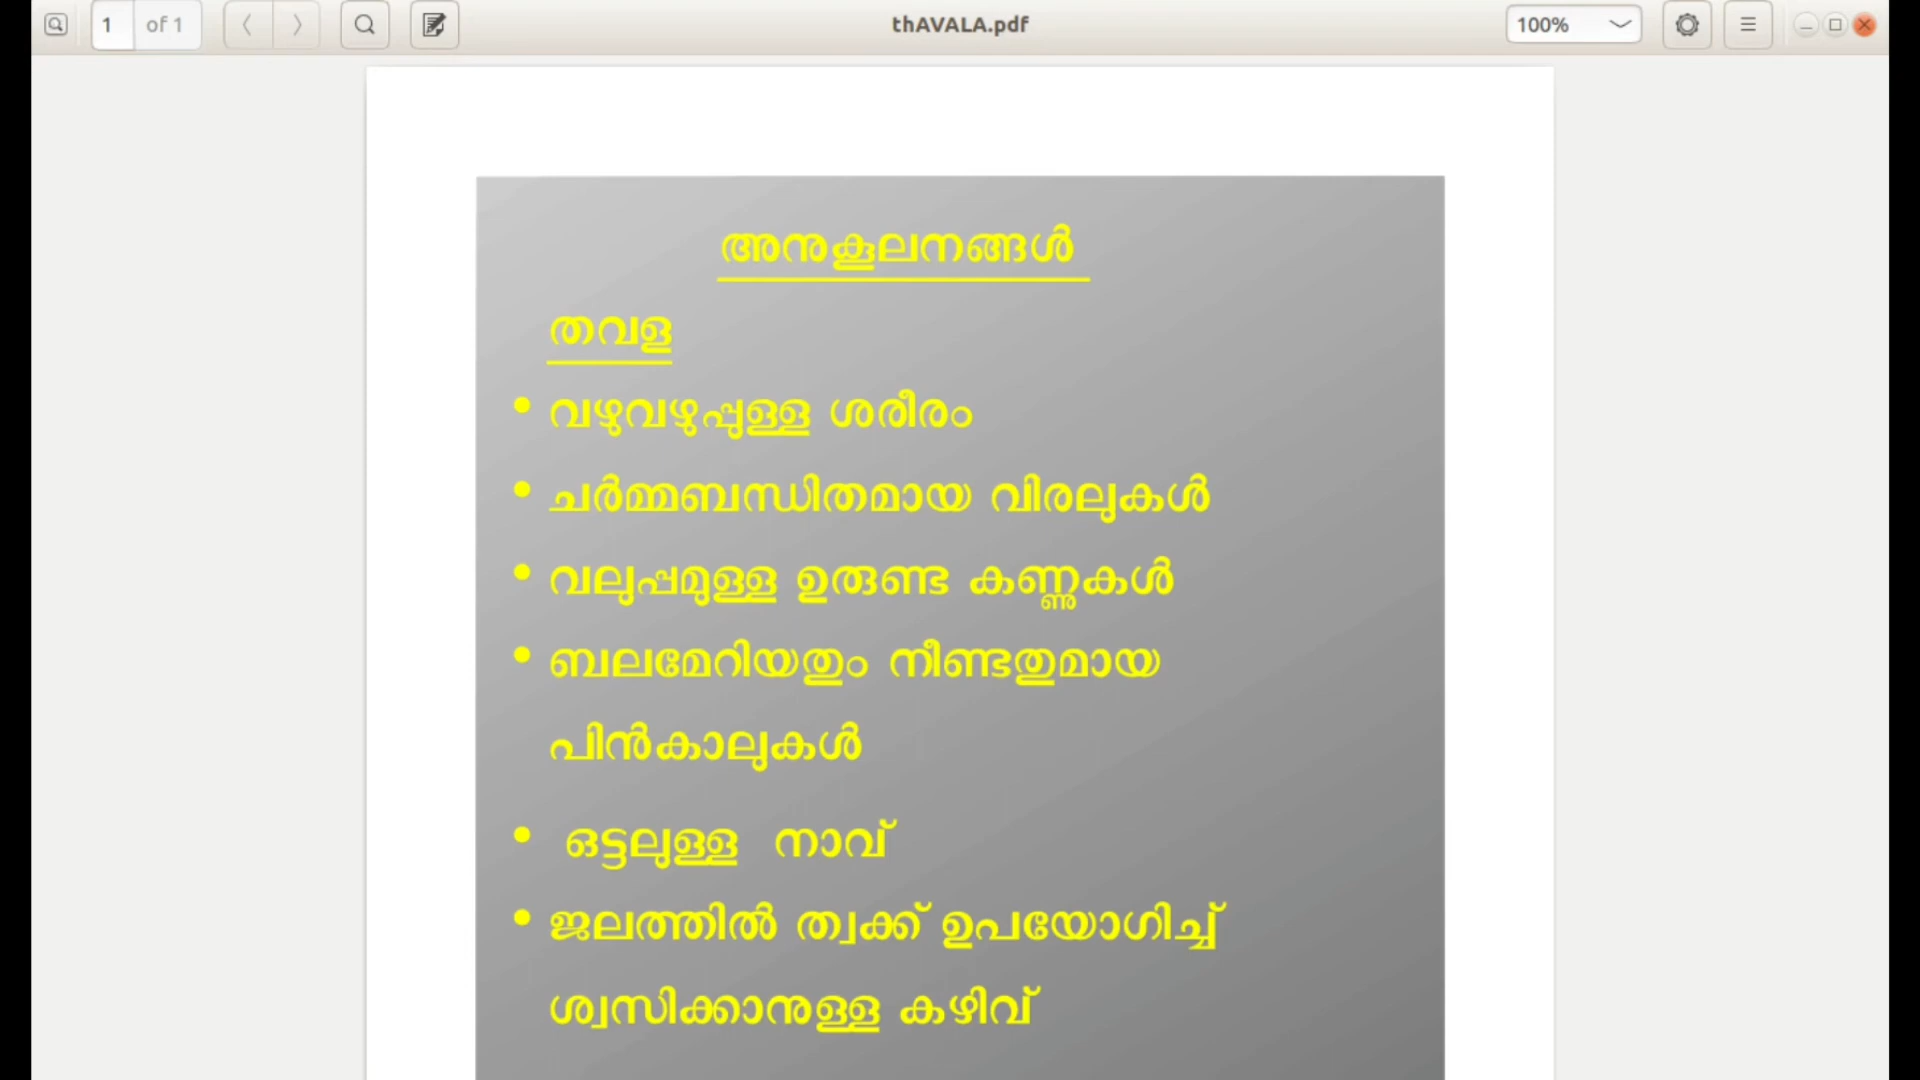 1 of 1 thAVALA.pdf 100%
അനുകൂലനങ്ങൾ
തവള
• വഴുവഴുപ്പുള്ള ശരീരം
• ചർമ്മബന്ധിതമായ വിരലുകൾ
• വലുപ്പമുള്ള ഉരുണ്ട കണ്ണുകൾ
• ബലമേറിയതും നീണ്ടതുമായ
പിൻകാലുകൾ
• ഒട്ടലുള്ള നാവ്
• ജലത്തിൽ ത്വക്ക് ഉപയോഗിച്ച്
ശ്വസിക്കാനുള്ള കഴിവ്